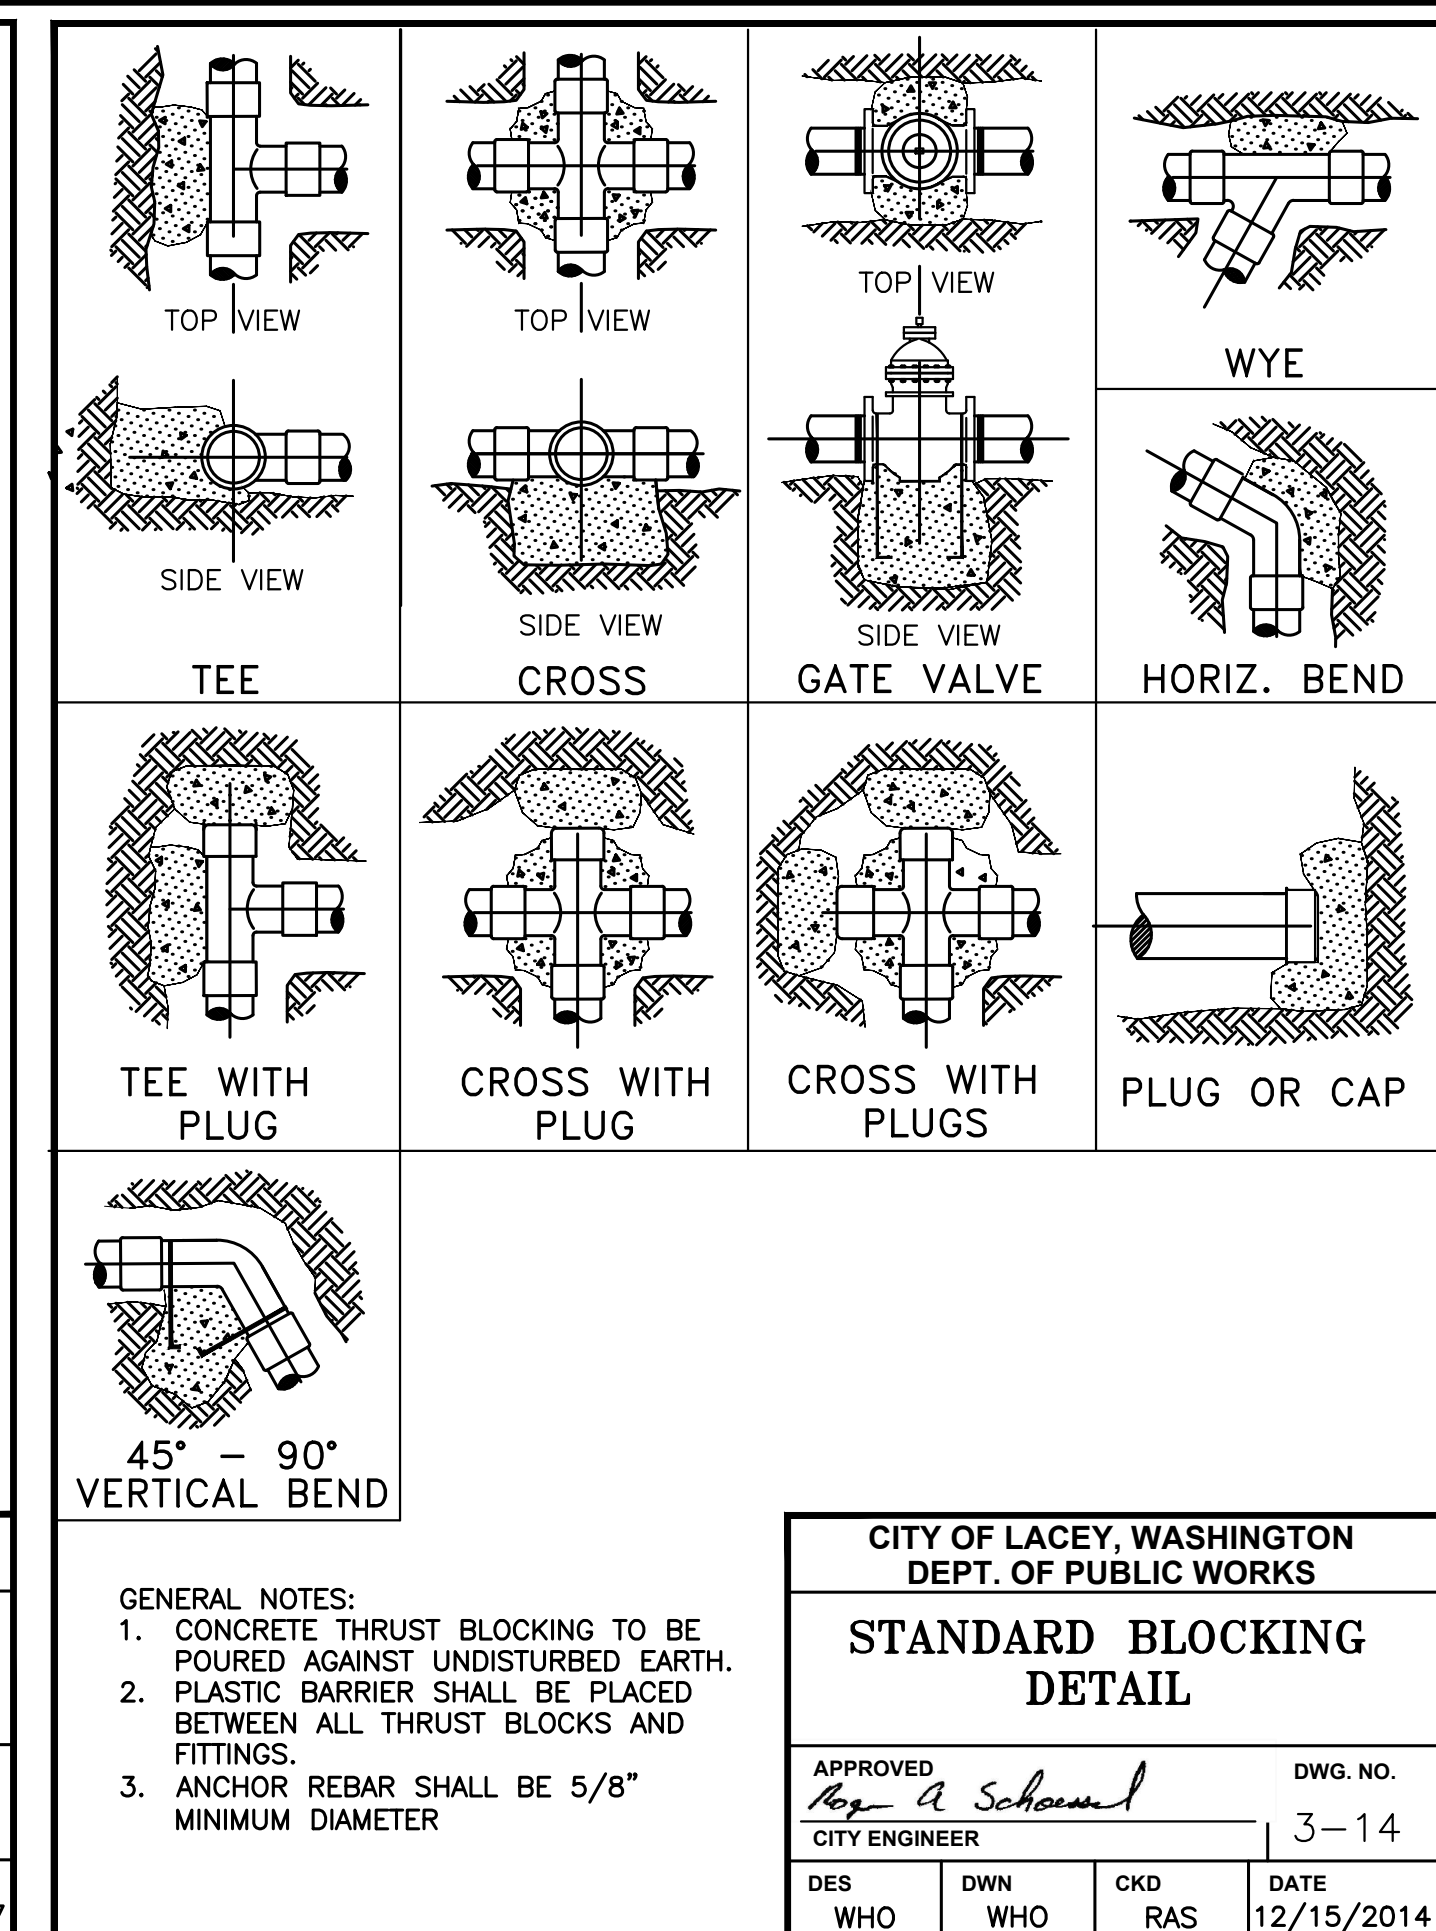 TOP VIEW
SIDE VIEW
TEE
TOP VIEW
SIDE VIEW
CROSS
TOP VIEW
SIDE VIEW
GATE VALVE
WYE
HORIZ. BEND
TEE WITH
PLUG
CROSS WITH
PLUG
CROSS WITH
PLUGS
PLUG OR CAP
45° – 90°
VERTICAL BEND
GENERAL NOTES:
1. CONCRETE THRUST BLOCKING TO BE
POURED AGAINST UNDISTURBED EARTH.
2. PLASTIC BARRIER SHALL BE PLACED
BETWEEN ALL THRUST BLOCKS AND
FITTINGS.
3. ANCHOR REBAR SHALL BE 5/8"
MINIMUM DIAMETER
CITY OF LACEY, WASHINGTON
DEPT. OF PUBLIC WORKS
STANDARD BLOCKING
DETAIL
APPROVED
Roger A Schoessel
CITY ENGINEER
DWG. NO.
3-14
DES
WHO
DWN
WHO
CKD
RAS
DATE
12/15/2014